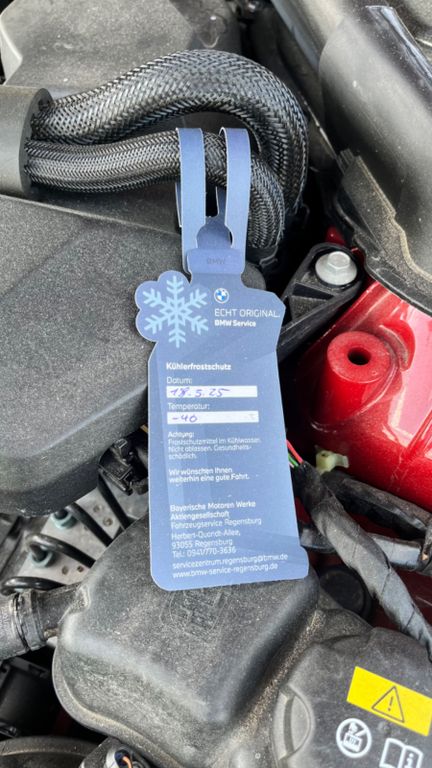 BMW
ECHT ORIGINAL.
BMW Service
Kühlerfrostschutz
Datum:
19.5.25
Temperatur:
-40
Achtung:
Frostschutzmittel im Kühlwasser.
Nicht ablassen. Gesundheits-
schädlich.
Wir wünschen Ihnen
weiterhin eine gute Fahrt.
Bayerische Motoren Werke
Aktiengesellschaft
Fahrzeugservice Regensburg
Herbert-Quandt-Allee,
93055 Regensburg
Tel.: 0941/770-3636
servicezentrum.regensburg@bmw.de
www.bmw-service-regensburg.de